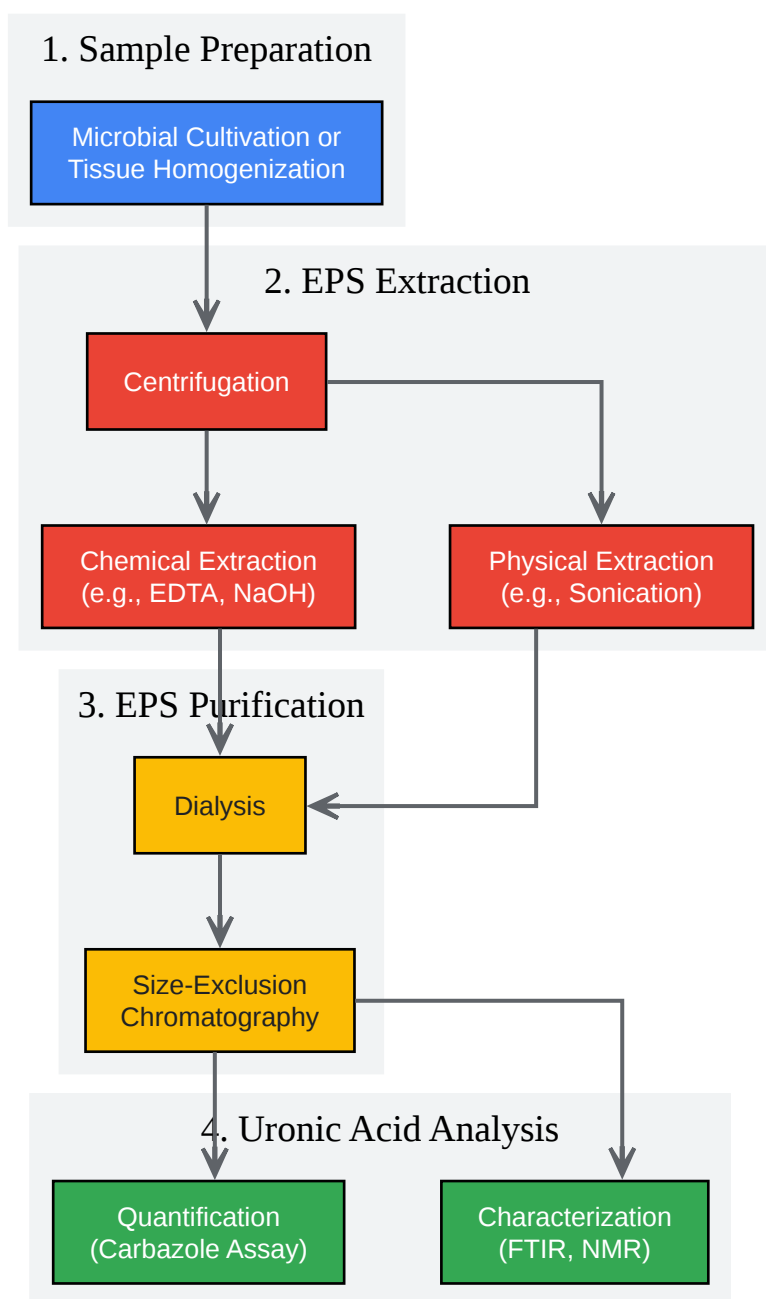 1. Sample Preparation
Microbial Cultivation or
Tissue Homogenization
2. EPS Extraction
Centrifugation
Chemical Extraction
(e.g., EDTA, NaOH)
Physical Extraction
(e.g., Sonication)
3. EPS Purification
Dialysis
Size-Exclusion
Chromatography
4. Uronic Acid Analysis
Quantification
(Carbazole Assay)
Characterization
(FTIR, NMR)